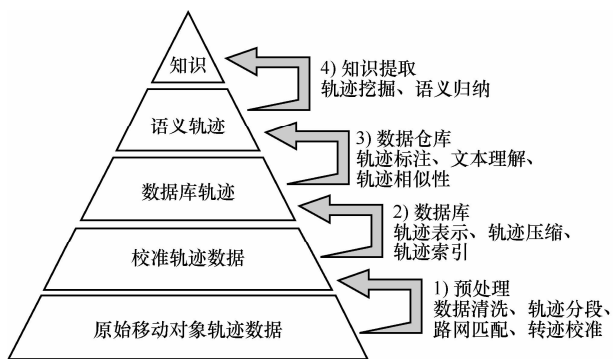 知识
4) 知识提取
轨迹挖掘、语义归纳
语义轨迹
3) 数据仓库
轨迹标注、文本理解、
轨迹相似性
数据库轨迹
2) 数据库
轨迹表示、轨迹压缩、
轨迹索引
校准轨迹数据
1) 预处理
数据清洗、轨迹分段、
路网匹配、转迹校准
原始移动对象轨迹数据